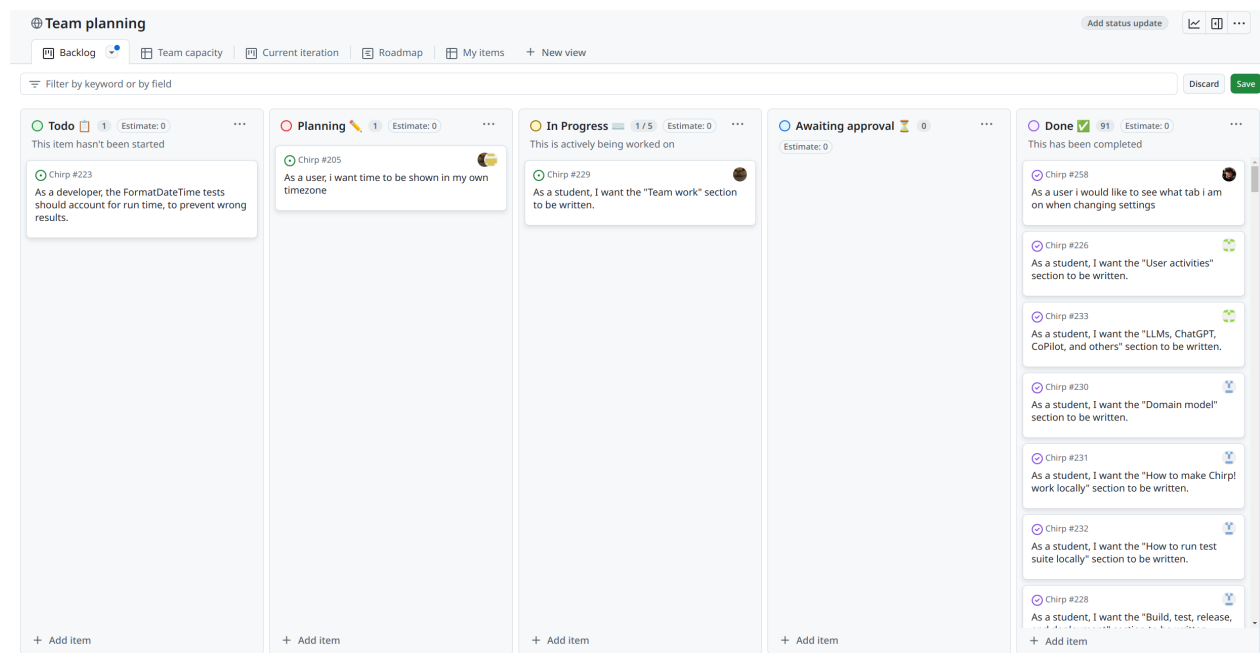 Team planning
Add status update
Backlog
Team capacity
Current iteration
Roadmap
My items
+ New view
Filter by keyword or by field
Discard
Save
Todo 📋 1 Estimate: 0
This item hasn't been started
Chirp #223
As a developer, the FormatDateTime tests
should account for run time, to prevent wrong
results.
+ Add item
Planning ✏️ 1 Estimate: 0
Chirp #205
As a user, i want time to be shown in my own
timezone
+ Add item
In Progress ⌨️ 1 / 5 Estimate: 0
This is actively being worked on
Chirp #229
As a student, I want the "Team work" section
to be written.
+ Add item
Awaiting approval ⏳ 0
Estimate: 0
+ Add item
Done ✅ 91 Estimate: 0
This has been completed
Chirp #258
As a user i would like to see what tab i am
on when changing settings
Chirp #226
As a student, I want the "User activities"
section to be written.
Chirp #233
As a student, I want the "LLMs, ChatGPT,
CoPilot, and others" section to be written.
Chirp #230
As a student, I want the "Domain model"
section to be written.
Chirp #231
As a student, I want the "How to make Chirp!
work locally" section to be written.
Chirp #232
As a student, I want the "How to run test
suite locally" section to be written.
Chirp #228
As a student, I want the "Build, test, release,
+ Add item